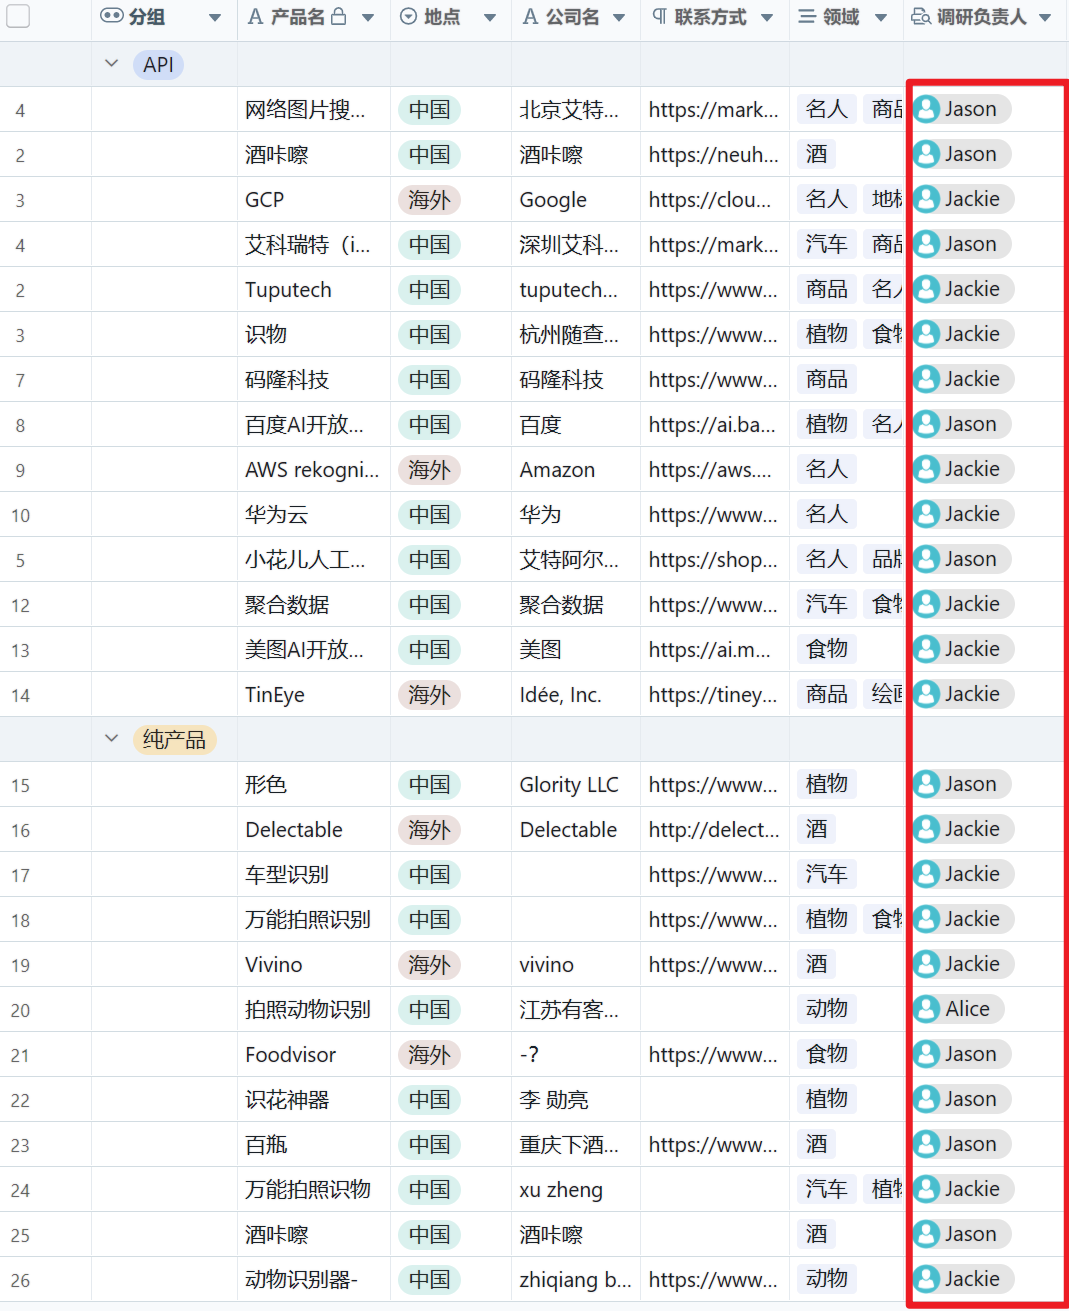 分组 产品名 地点 公司名 联系方式 领域 调研负责人
API
4 网络图片搜... 中国 北京艾特... https://mark... 名人 商品 Jason
2 酒咔嚓 中国 酒咔嚓 https://neuh... 酒 Jason
3 GCP 海外 Google https://clou... 名人 地标 Jackie
4 艾科瑞特（i... 中国 深圳艾科... https://mark... 汽车 商品 Jason
2 Tuputech 中国 tuputech... https://www... 商品 名人 Jackie
3 识物 中国 杭州随查... https://www... 植物 食物 Jackie
7 码隆科技 中国 码隆科技 https://www... 商品 Jackie
8 百度AI开放... 中国 百度 https://ai.ba... 植物 名人 Jason
9 AWS rekogni... 海外 Amazon https://aws.... 名人 Jackie
10 华为云 中国 华为 https://www... 名人 Jackie
5 小花儿人工... 中国 艾特阿尔... https://shop... 名人 品牌 Jason
12 聚合数据 中国 聚合数据 https://www... 汽车 食物 Jackie
13 美图AI开放... 中国 美图 https://ai.m... 食物 Jackie
14 TinEye 海外 Idée, Inc. https://tiney... 商品 绘画 Jackie
纯产品
15 形色 中国 Glority LLC https://www... 植物 Jason
16 Delectable 海外 Delectable http://delect... 酒 Jackie
17 车型识别 中国 https://www... 汽车 Jackie
18 万能拍照识别 中国 https://www... 植物 食物 Jackie
19 Vivino 海外 vivino https://www... 酒 Jackie
20 拍照动物识别 中国 江苏有客... 动物 Alice
21 Foodvisor 海外 -? https://www... 食物 Jason
22 识花神器 中国 李 勋亮 植物 Jason
23 百瓶 中国 重庆下酒... https://www... 酒 Jason
24 万能拍照识物 中国 xu zheng 汽车 植物 Jackie
25 酒咔嚓 中国 酒咔嚓 酒 Jason
26 动物识别器- 中国 zhiqiang b... https://www... 动物 Jackie